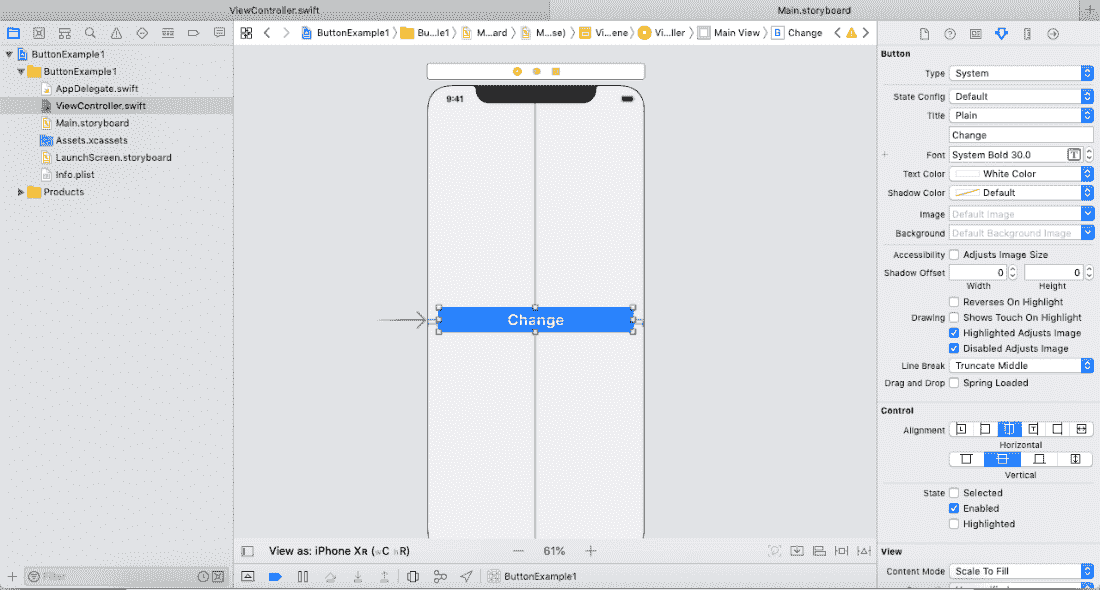 ViewController.swift
Main.storyboard
ButtonExample1 Bu...le1) M...ard M...se) Vi...ene Vi...ller Main View B Change
ButtonExample1
ButtonExample1
AppDelegate.swift
ViewController.swift
Main.storyboard
Assets.xcassets
LaunchScreen.storyboard
Info.plist
Products
Filter
9:41
Change
View as: iPhone XR (wC hR)
61%
ButtonExample1
Button
Type System
State Config Default
Title Plain
Change
Font System Bold 30.0 T
Text Color White Color
Shadow Color Default
Image Default Image
Background Default Background Image
Accessibility Adjusts Image Size
Shadow Offset 0 0
Width Height
Reverses On Highlight
Drawing Shows Touch On Highlight
Highlighted Adjusts Image
Disabled Adjusts Image
Line Break Truncate Middle
Drag and Drop Spring Loaded
Control
Alignment
Horizontal
Vertical
State Selected
Enabled
Highlighted
View
Content Mode Scale To Fill